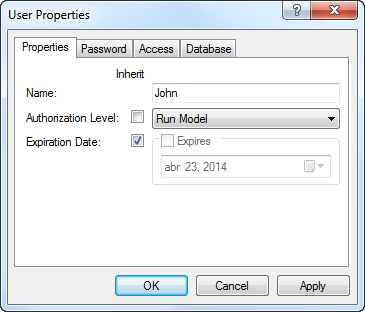 User Properties
Properties Password Access Database
Inherit
Name: John
Authorization Level: Run Model
Expiration Date: Expires
abr 23, 2014
OK Cancel Apply